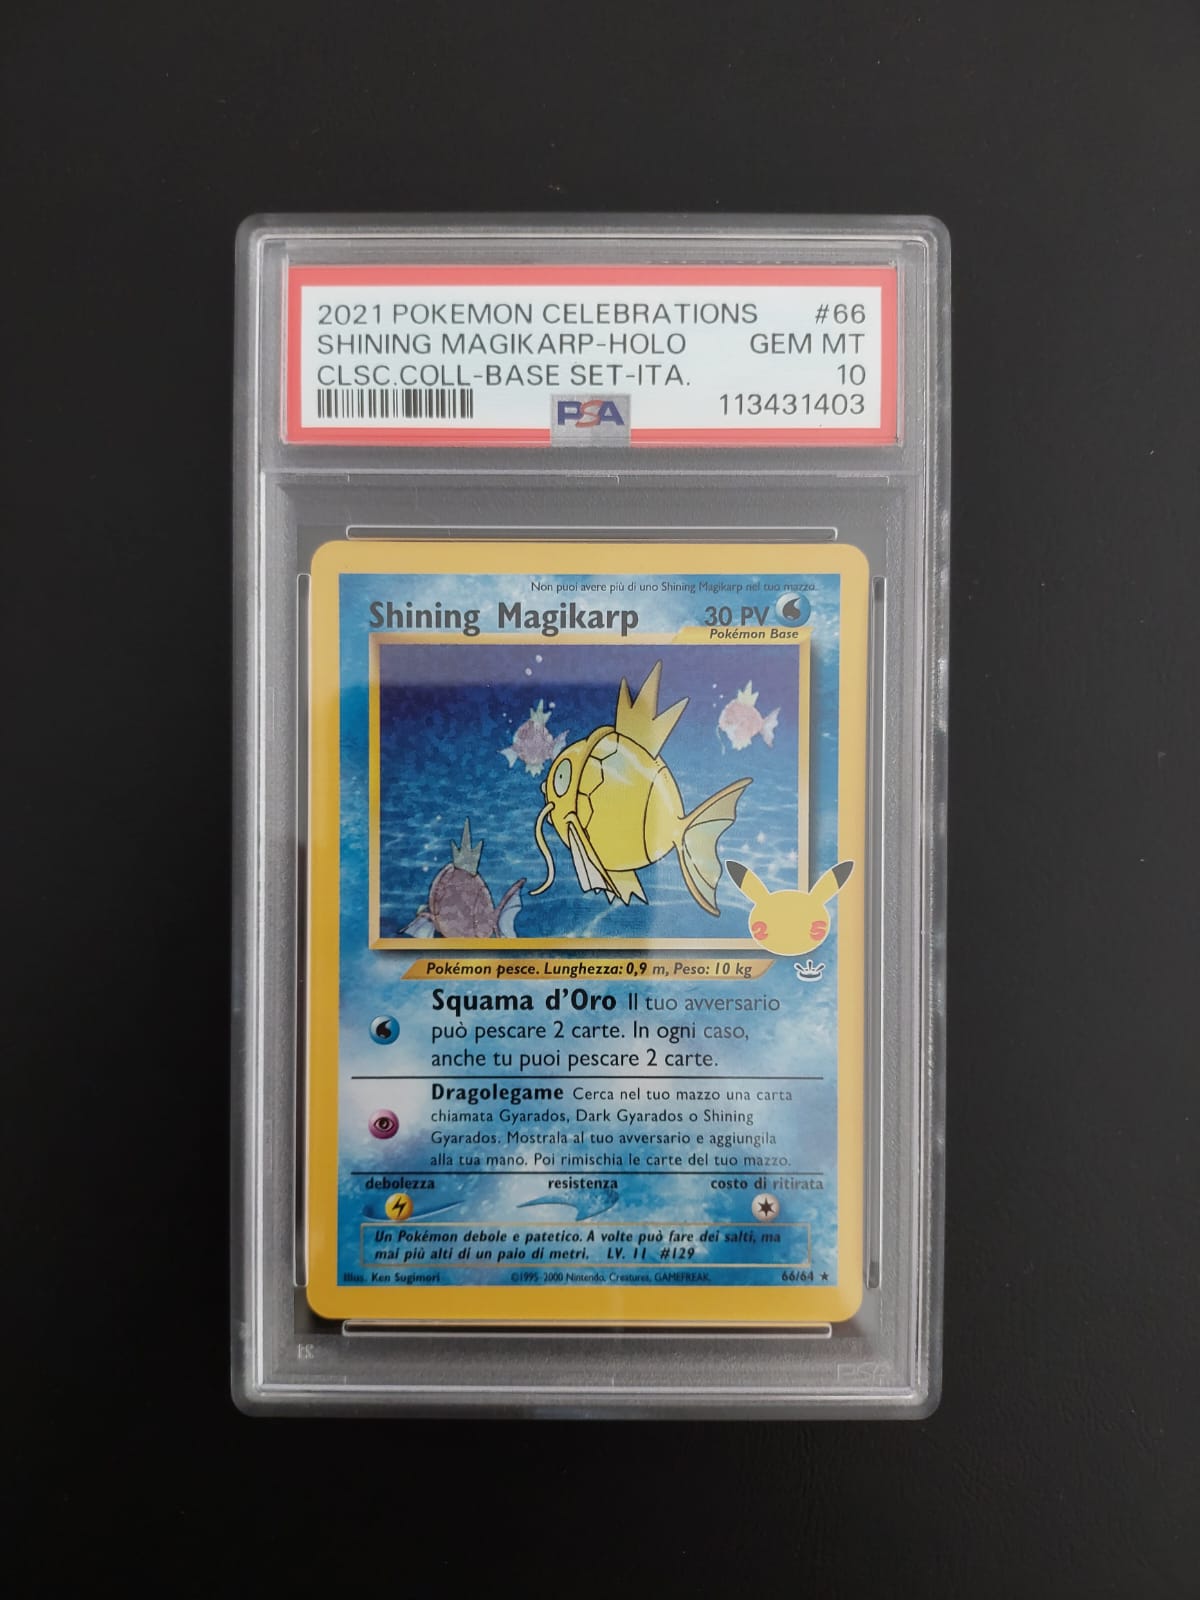 2021 POKEMON CELEBRATIONS #66
SHINING MAGIKARP-HOLO GEM MT
CLSC.COLL-BASE SET-ITA. 10
PSA 113431403
Non puoi avere più di uno Shining Magikarp nel tuo mazzo.
Shining Magikarp 30 PV
Pokémon Base
25
Pokémon pesce. Lunghezza: 0,9 m, Peso: 10 kg
Squama d'Oro Il tuo avversario
può pescare 2 carte. In ogni caso,
anche tu puoi pescare 2 carte.
Dragolegame Cerca nel tuo mazzo una carta
chiamata Gyarados, Dark Gyarados o Shining
Gyarados. Mostrala al tuo avversario e aggiungila
alla tua mano. Poi rimischia le carte del tuo mazzo.
debolezza resistenza costo di ritirata
Un Pokémon debole e patetico. A volte può fare dei salti, ma
mai più alti di un paio di metri. LV. 11 #129
Illus. Ken Sugimori ©1995-2000 Nintendo, Creatures, GAMEFREAK. 66/64 ★
PSA